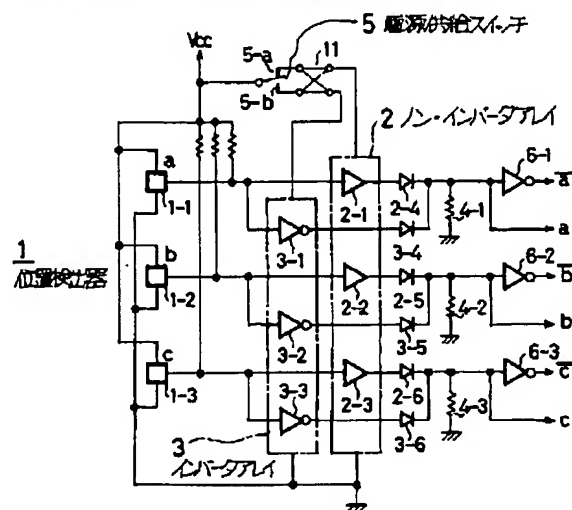 5 電源供給スイッチ
Vcc
5-a
11
5-b
2 ノン・インバータアレイ
a
1-1
2-1
2-4
4-1
6-1
a̅
a
3-1
3-4
1
位置検出器
b
1-2
2-2
2-5
4-2
6-2
b̅
b
3-2
3-5
c
1-3
2-3
2-6
4-3
6-3
c̅
c
3-3
3-6
3
インバータアレイ